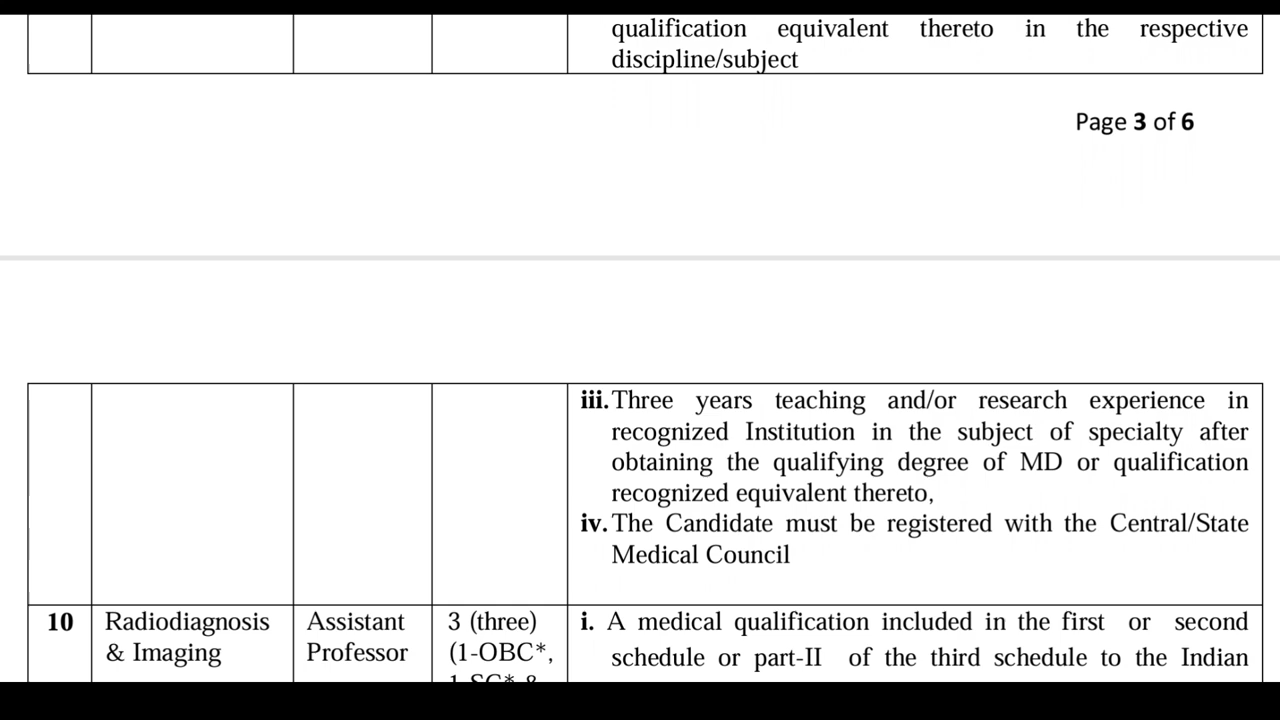 qualification equivalent thereto in the respective
discipline/subject
Page 3 of 6
iii. Three years teaching and/or research experience in
recognized Institution in the subject of specialty after
obtaining the qualifying degree of MD or qualification
recognized equivalent thereto,
iv. The Candidate must be registered with the Central/State
Medical Council
10 Radiodiagnosis Assistant 3 (three) i. A medical qualification included in the first or second
& Imaging Professor (1-OBC*, schedule or part-II of the third schedule to the Indian
1-SC* &